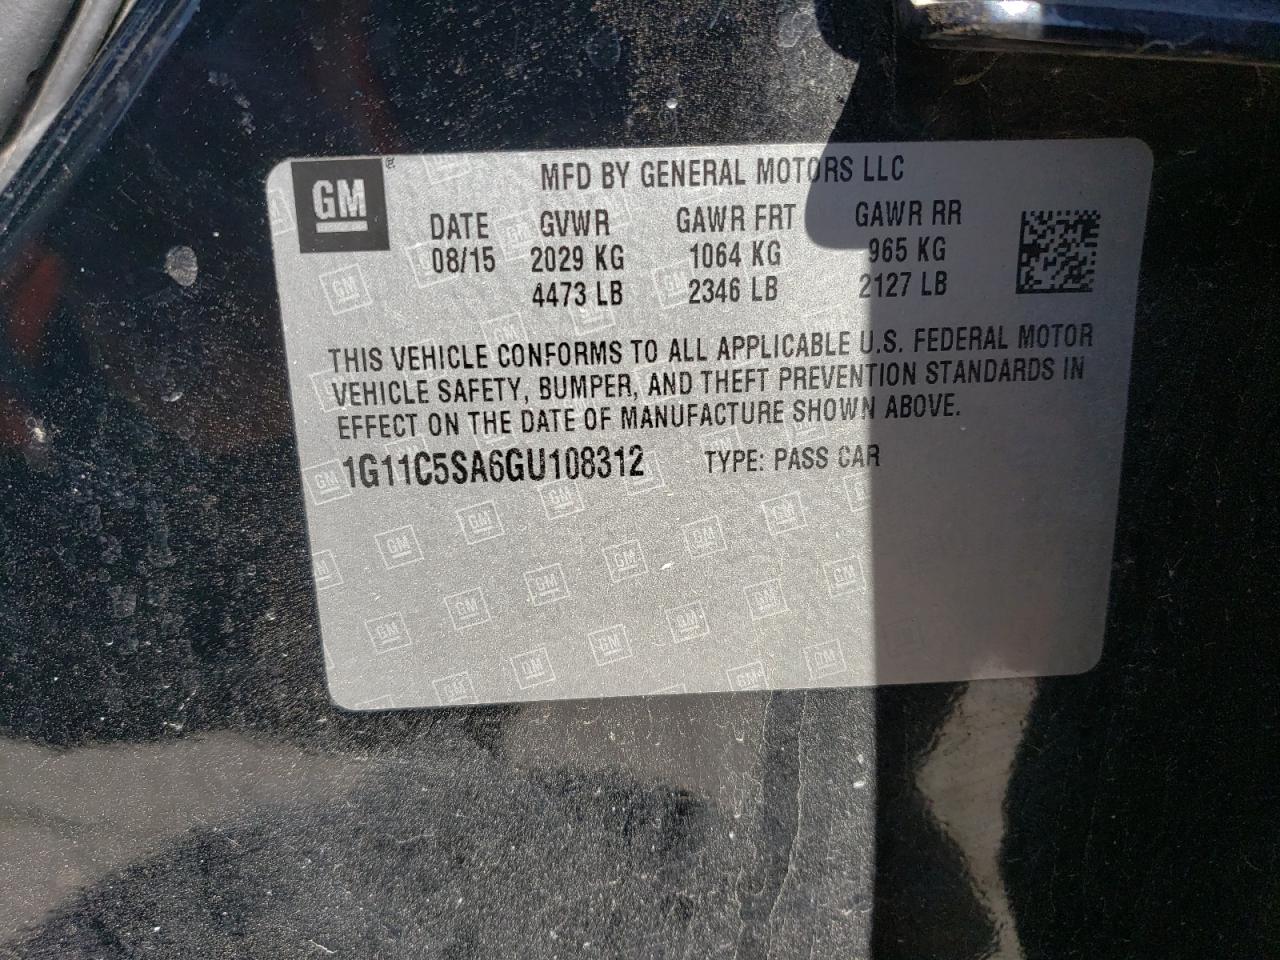 GM
MFD BY GENERAL MOTORS LLC
DATE GVWR GAWR FRT GAWR RR
08/15 2029 KG 1064 KG 965 KG
4473 LB 2346 LB 2127 LB
THIS VEHICLE CONFORMS TO ALL APPLICABLE U.S. FEDERAL MOTOR
VEHICLE SAFETY, BUMPER, AND THEFT PREVENTION STANDARDS IN
EFFECT ON THE DATE OF MANUFACTURE SHOWN ABOVE.
1G11C5SA6GU108312 TYPE: PASS CAR